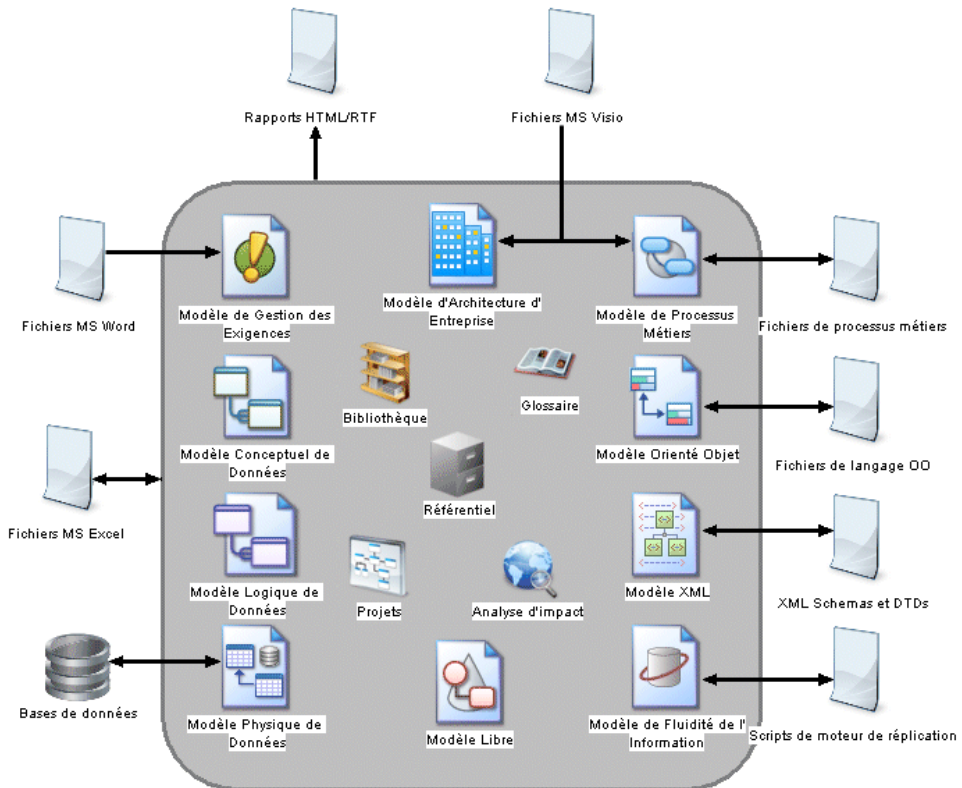 Rapports HTML/RTF
Fichiers MS Visio
Fichiers MS Word
Modèle de Gestion des
Exigences
Modèle d'Architecture d'
Entreprise
Modèle de Processus
Métiers
Fichiers de processus métiers
Bibliothèque
Glossaire
Modèle Conceptuel de
Données
Modèle Orienté Objet
Fichiers de langage OO
Fichiers MS Excel
Référentiel
Modèle Logique de
Données
Projets
Analyse d'impact
Modèle XML
XML Schemas et DTDs
Bases de données
Modèle Physique de
Données
Modèle Libre
Modèle de Fluidité de l'
Information
Scripts de moteur de réplication